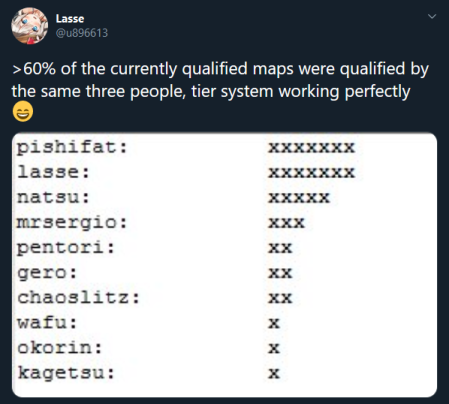 Lasse
@u896613
>60% of the currently qualified maps were qualified by
the same three people, tier system working perfectly
😄
pishifat: xxxxxxx
lasse: xxxxxxx
natsu: xxxxx
mrsergio: xxx
pentori: xx
gero: xx
chaoslitz: xx
wafu: x
okorin: x
kagetsu: x